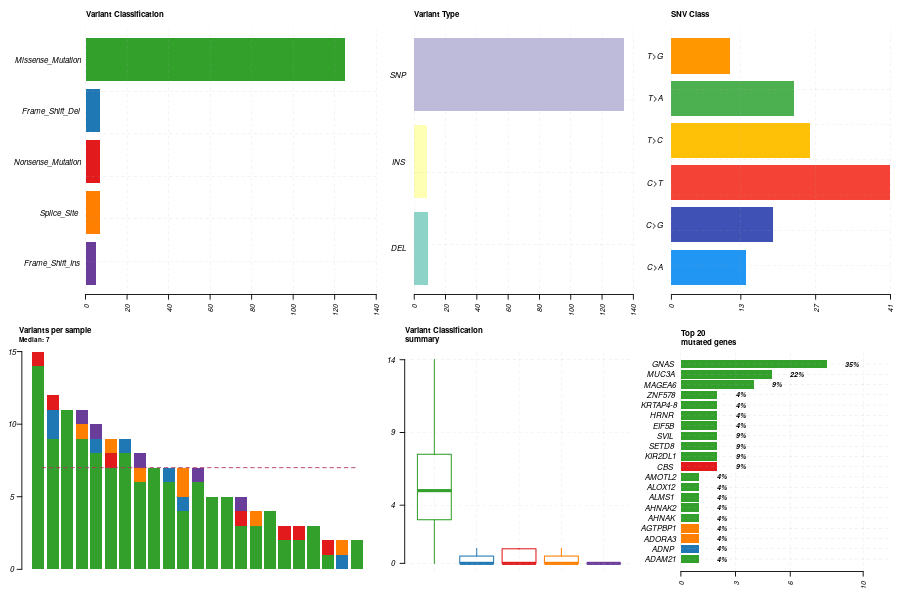 Variant Classification
Missense_Mutation
Frame_Shift_Del
Nonsense_Mutation
Splice_Site
Frame_Shift_Ins
0
20
40
60
80
100
120
140
Variant Type
SNP
INS
DEL
0
20
40
60
80
100
120
140
SNV Class
T>G
T>A
T>C
C>T
C>G
C>A
0
13
27
41
Variants per sample
Median: 7
15
10
5
0
Variant Classification
summary
14
9
4
0
Top 20
mutated genes
GNAS 35%
MUC3A 22%
MAGEA6 9%
ZNF578 4%
KRTAP4-8 4%
HRNR 4%
EIF5B 4%
SVIL 9%
SETD8 9%
KIR2DL1 9%
CBS 9%
AMOTL2 4%
ALOX12 4%
ALMS1 4%
AHNAK2 4%
AHNAK 4%
AGTPBP1 4%
ADORA3 4%
ADNP 4%
ADAM21 4%
0
3
6
10